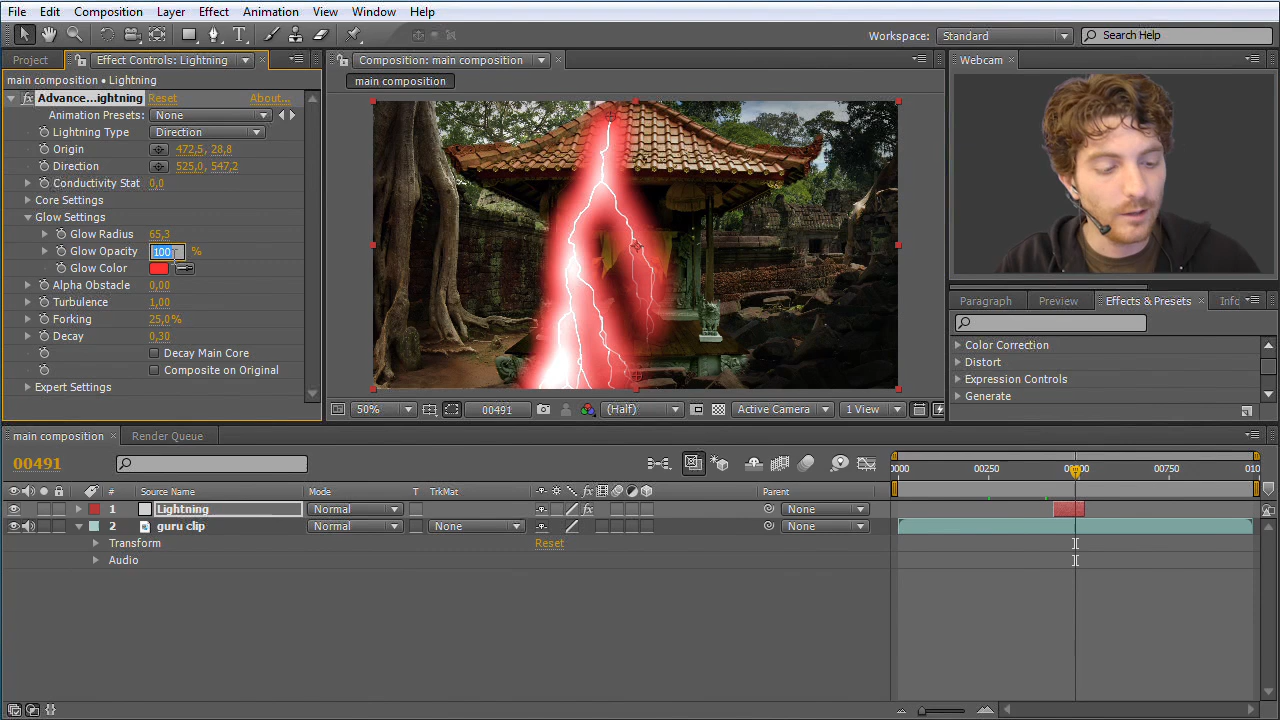 File Edit Composition Layer Effect Animation View Window Help
Workspace: Standard Search Help
Project Effect Controls: Lightning Composition: main composition Webcam
main composition • Lightning
main composition
Advance...ightning Reset About...
Animation Presets: None
Lightning Type Direction
Origin 472,5, 28,8
Direction 525,0, 547,2
Conductivity Stat 0,0
Core Settings
Glow Settings
Glow Radius 65,3
Glow Opacity 100 %
Glow Color
Alpha Obstacle 0,00
Turbulence 1,00
Forking 25,0%
Decay 0,30
Decay Main Core
Composite on Original
Expert Settings
50% 00491 (Half) Active Camera 1 View
Paragraph Preview Effects & Presets Info
Color Correction
Distort
Expression Controls
Generate
main composition Render Queue
00491
0000 00250 00750 010
# Source Name Mode T TrkMat Parent
1 Lightning Normal None
2 guru clip Normal None None
Transform Reset
Audio